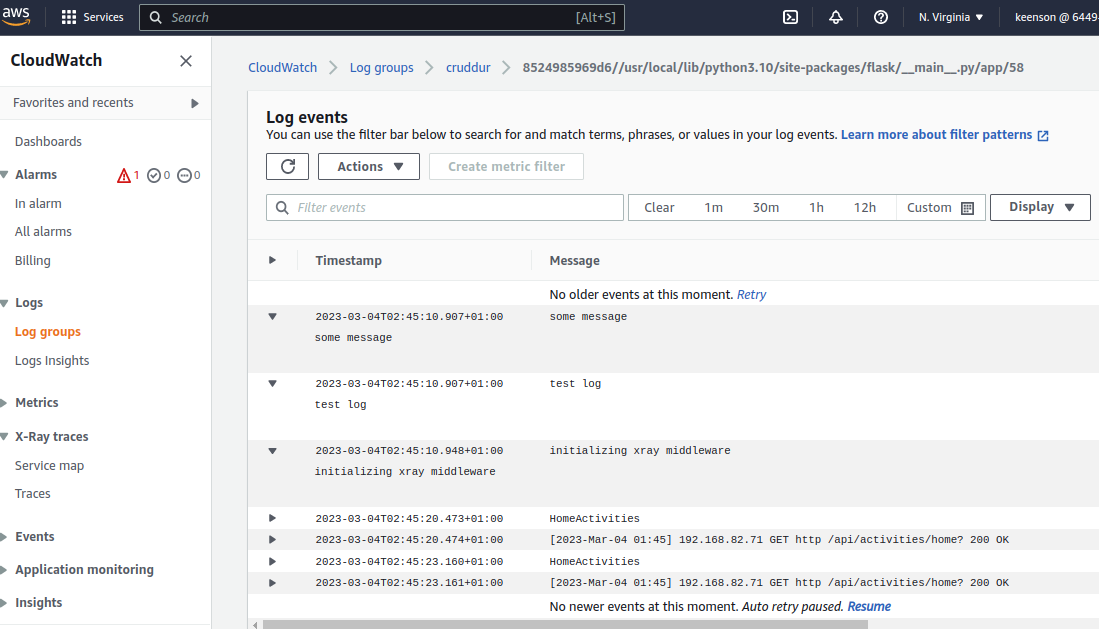 aws Services Search [Alt+S] N. Virginia keenson @ 6449-
CloudWatch
Favorites and recents
Dashboards
Alarms 1 0 0
In alarm
All alarms
Billing
Logs
Log groups
Logs Insights
Metrics
X-Ray traces
Service map
Traces
Events
Application monitoring
Insights
CloudWatch Log groups cruddur 8524985969d6//usr/local/lib/python3.10/site-packages/flask/__main__.py/app/58
Log events
You can use the filter bar below to search for and match terms, phrases, or values in your log events. Learn more about filter patterns
Actions Create metric filter
Filter events Clear 1m 30m 1h 12h Custom Display
Timestamp Message
No older events at this moment. Retry
2023-03-04T02:45:10.907+01:00 some message
some message
2023-03-04T02:45:10.907+01:00 test log
test log
2023-03-04T02:45:10.948+01:00 initializing xray middleware
initializing xray middleware
2023-03-04T02:45:20.473+01:00 HomeActivities
2023-03-04T02:45:20.474+01:00 [2023-Mar-04 01:45] 192.168.82.71 GET http /api/activities/home? 200 OK
2023-03-04T02:45:23.160+01:00 HomeActivities
2023-03-04T02:45:23.161+01:00 [2023-Mar-04 01:45] 192.168.82.71 GET http /api/activities/home? 200 OK
No newer events at this moment. Auto retry paused. Resume